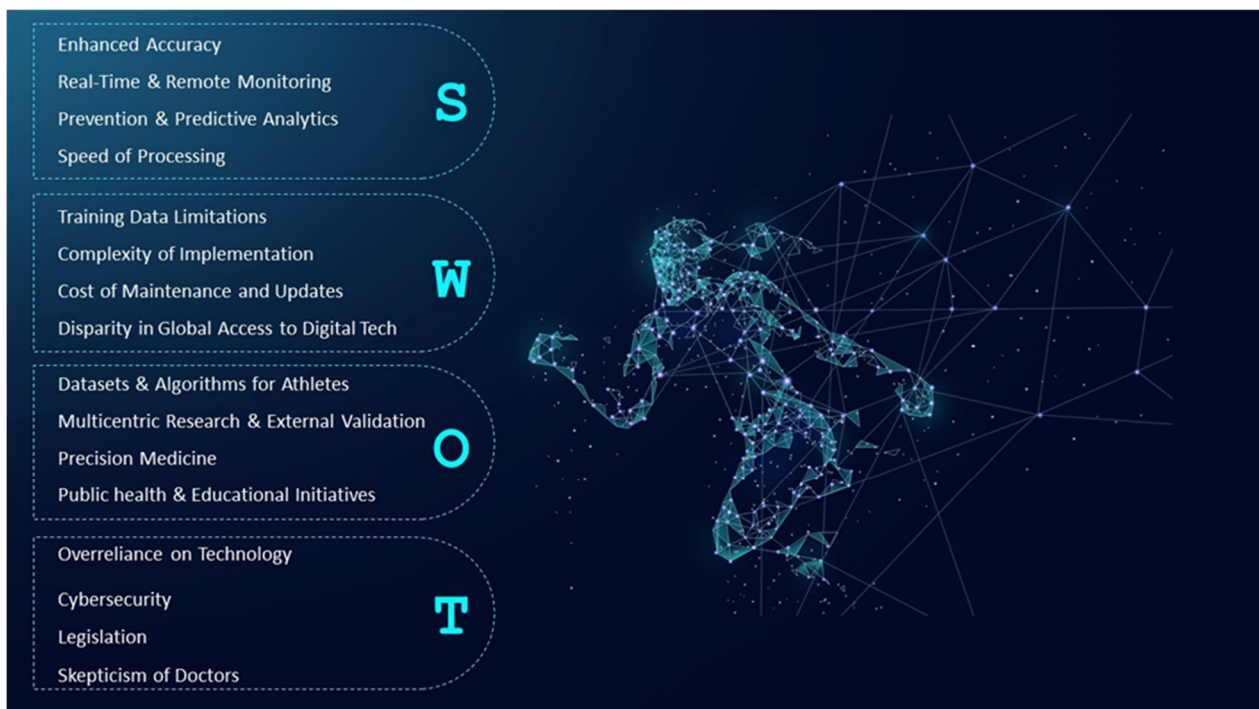 Enhanced Accuracy
Real-Time & Remote Monitoring
Prevention & Predictive Analytics
Speed of Processing
S
Training Data Limitations
Complexity of Implementation
Cost of Maintenance and Updates
Disparity in Global Access to Digital Tech
W
Datasets & Algorithms for Athletes
Multicentric Research & External Validation
Precision Medicine
Public health & Educational Initiatives
O
Overreliance on Technology
Cybersecurity
Legislation
Skepticism of Doctors
T